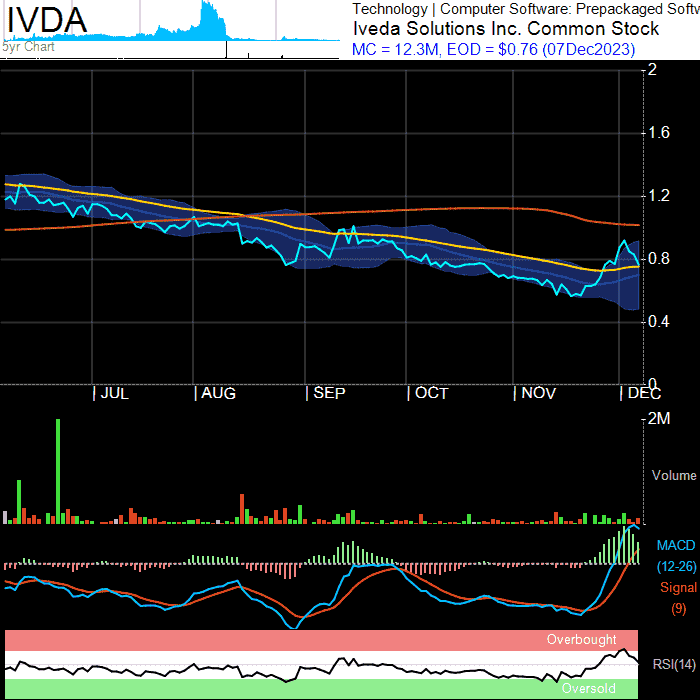 IVDA
5yr Chart
Technology | Computer Software: Prepackaged Softw
Iveda Solutions Inc. Common Stock
MC = 12.3M, EOD = $0.76 (07Dec2023)
2
1.6
1.2
0.8
0.4
0
JUL AUG SEP OCT NOV DEC
2M
Volume
MACD
(12-26)
Signal
(9)
Overbought
RSI(14)
Oversold